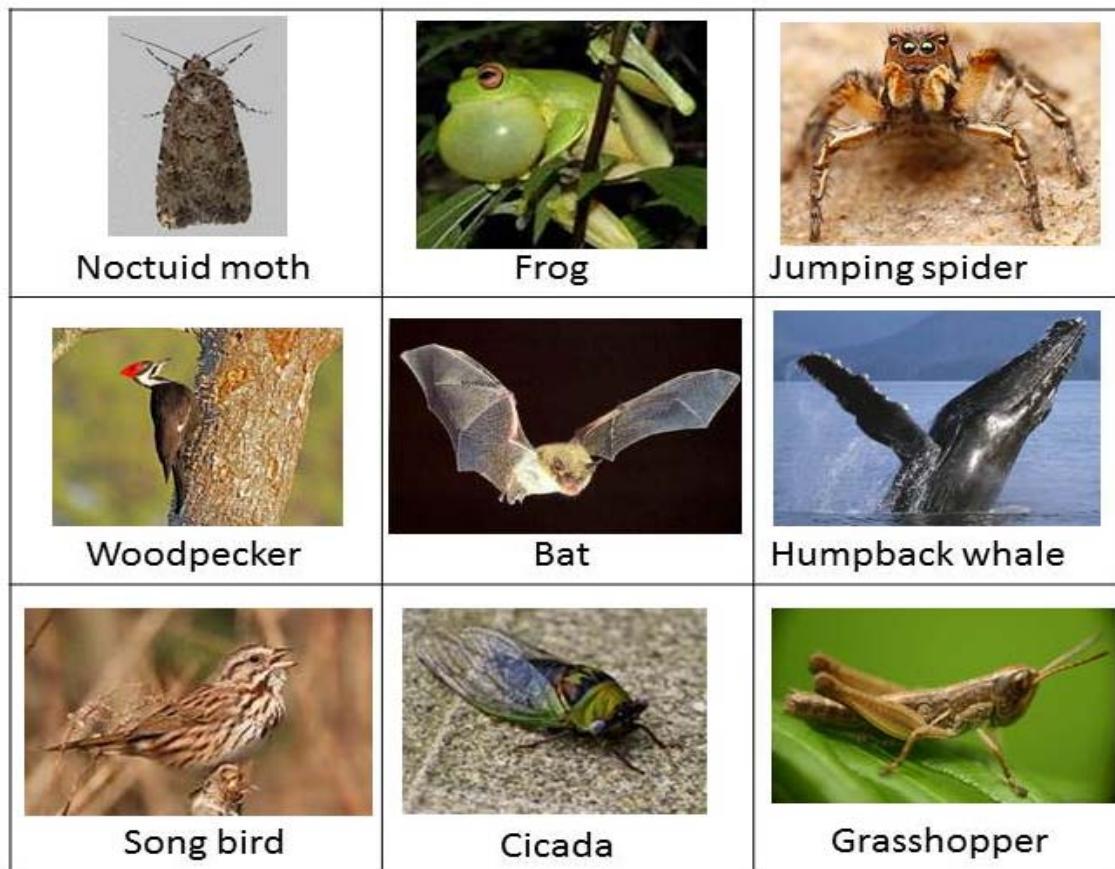 Noctuid moth
Frog
Jumping spider
Woodpecker
Bat
Humpback whale
Song bird
Cicada
Grasshopper